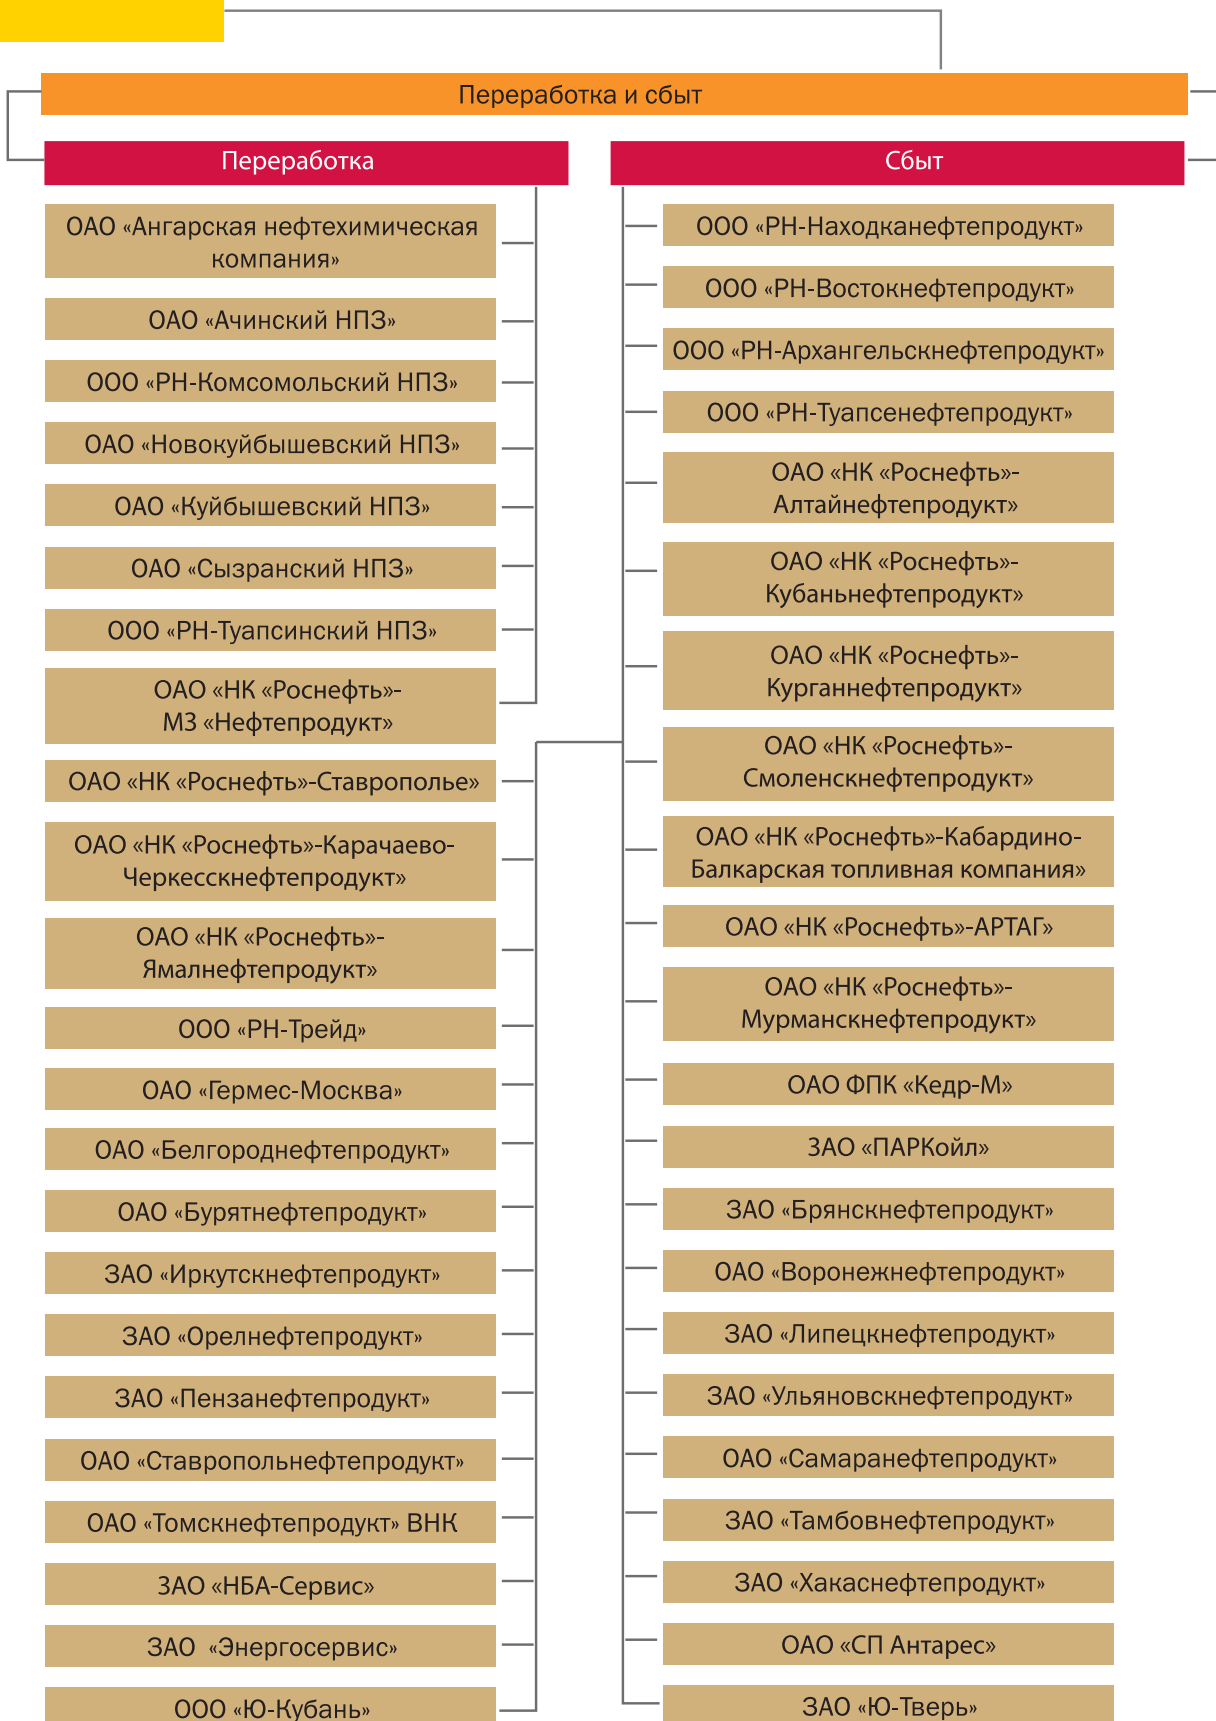 Переработка и сбыт
Переработка
ОАО «Ангарская нефтехимическая
компания»
ОАО «Ачинский НПЗ»
ООО «РН-Комсомольский НПЗ»
ОАО «Новокуйбышевский НПЗ»
ОАО «Куйбышевский НПЗ»
ОАО «Сызранский НПЗ»
ООО «РН-Туапсинский НПЗ»
ОАО «НК «Роснефть»-
МЗ «Нефтепродукт»
ОАО «НК «Роснефть»-Ставрополье»
ОАО «НК «Роснефть»-Карачаево-
Черкесскнефтепродукт»
ОАО «НК «Роснефть»-
Ямалнефтепродукт»
ООО «РН-Трейд»
ОАО «Гермес-Москва»
ОАО «Белгороднефтепродукт»
ОАО «Бурятнефтепродукт»
ЗАО «Иркутскнефтепродукт»
ЗАО «Орелнефтепродукт»
ЗАО «Пензанефтепродукт»
ОАО «Ставропольнефтепродукт»
ОАО «Томскнефтепродукт» ВНК
ЗАО «НБА-Сервис»
ЗАО «Энергосервис»
ООО «Ю-Кубань»
Сбыт
ООО «РН-Находканефтепродукт»
ООО «РН-Востокнефтепродукт»
ООО «РН-Архангельскнефтепродукт»
ООО «РН-Туапсенефтепродукт»
ОАО «НК «Роснефть»-
Алтайнефтепродукт»
ОАО «НК «Роснефть»-
Кубаньнефтепродукт»
ОАО «НК «Роснефть»-
Курганнефтепродукт»
ОАО «НК «Роснефть»-
Смоленскнефтепродукт»
ОАО «НК «Роснефть»-Кабардино-
Балкарская топливная компания»
ОАО «НК «Роснефть»-АРТАГ»
ОАО «НК «Роснефть»-
Мурманскнефтепродукт»
ОАО ФПК «Кедр-М»
ЗАО «ПАРКойл»
ЗАО «Брянскнефтепродукт»
ОАО «Воронежнефтепродукт»
ЗАО «Липецкнефтепродукт»
ЗАО «Ульяновскнефтепродукт»
ОАО «Самаранефтепродукт»
ЗАО «Тамбовнефтепродукт»
ЗАО «Хакаснефтепродукт»
ОАО «СП Антарес»
ЗАО «Ю-Тверь»